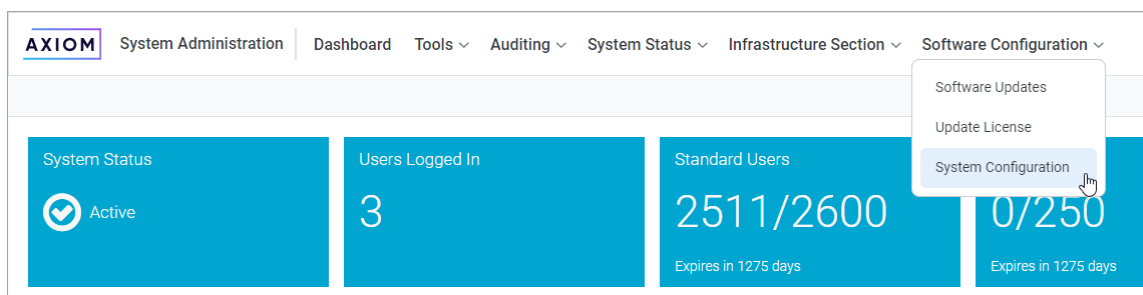 AXIOM System Administration Dashboard Tools Auditing System Status Infrastructure Section Software Configuration
Software Updates
Update License
System Configuration
System Status
Active
Users Logged In
3
Standard Users
2511/2600
Expires in 1275 days
0/250
Expires in 1275 days